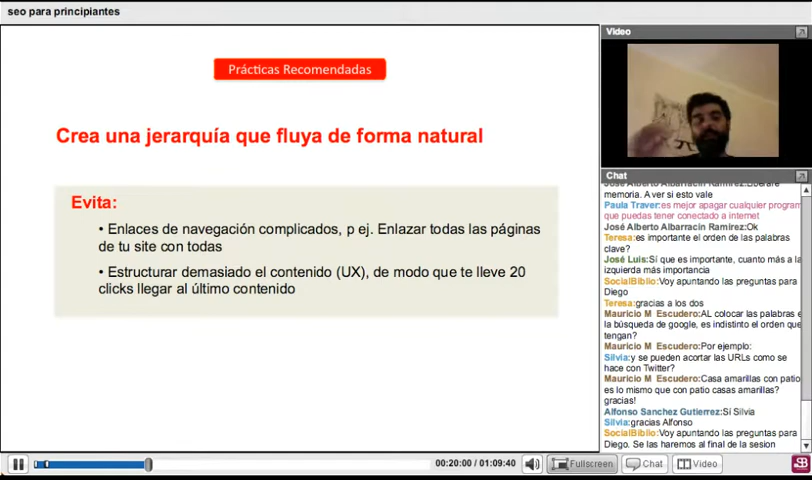 seo para principiantes
Prácticas Recomendadas
Crea una jerarquía que fluya de forma natural
Evita:
• Enlaces de navegación complicados, p ej. Enlazar todas las páginas
de tu site con todas
• Estructurar demasiado el contenido (UX), de modo que te lleve 20
clicks llegar al último contenido
Video
Chat
José Alberto Albarracín Ramírez:Liberaré
memoria. A ver si esto vale
Paula Traver:es mejor apagar cualquier program
que puedas tener conectado a internet
José Alberto Albarracín Ramírez:Ok
Teresa:es importante el orden de las palabras
clave?
José Luis:Sí que es importante, cuanto más a la
izquierda más importancia
SocialBiblio:Voy apuntando las preguntas para
Diego
Teresa:gracias a los dos
Mauricio M Escudero:AL colocar las palabras e
la búsqueda de google, es indistinto el orden que
tengan?
Mauricio M Escudero:Por ejemplo:
Silvia:y se pueden acortar las URLs como se
hace con Twitter?
Mauricio M Escudero:Casa amarillas con patio
es lo mismo que con patio casas amarillas?
gracias!
Alfonso Sanchez Gutierrez:Sí Silvia
Silvia:gracias Alfonso
SocialBiblio:Voy apuntando las preguntas para
Diego. Se las haremos al final de la sesion
00:20:00 / 01:09:40
Fullscreen
Chat
Video